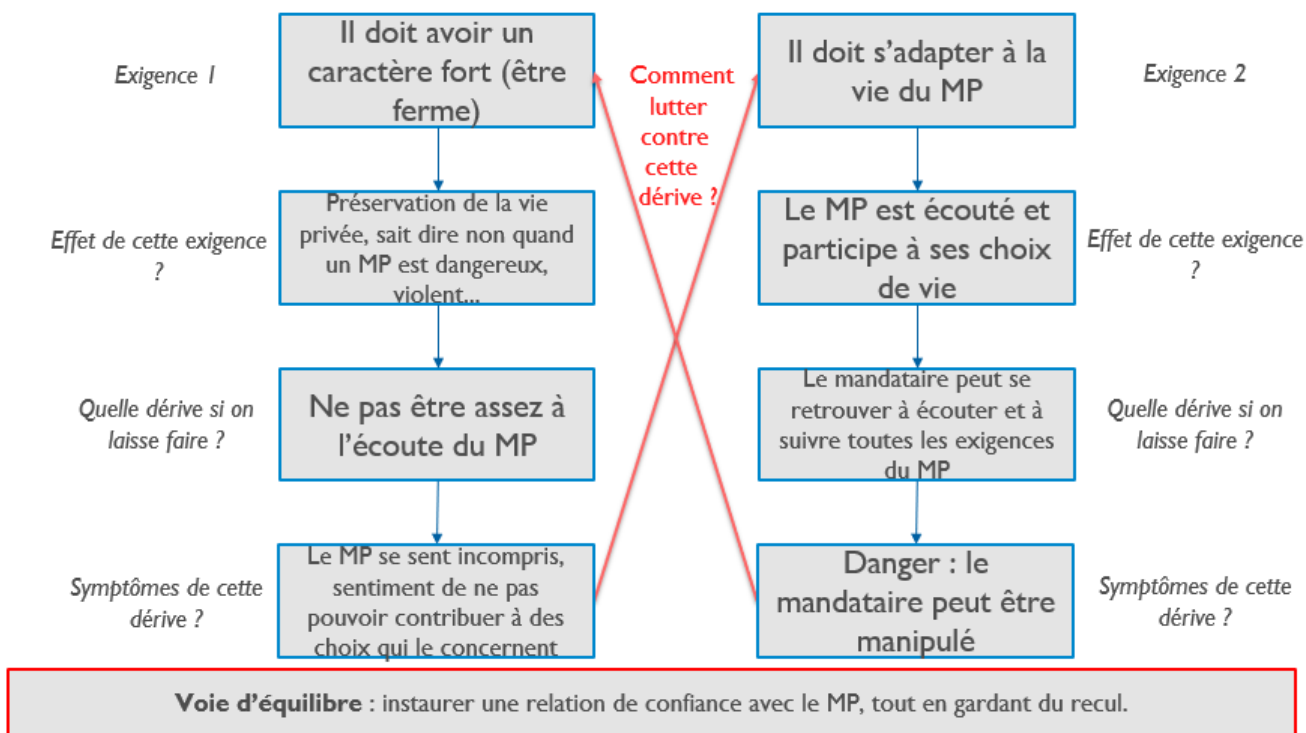 Exigence 1
Il doit avoir un
caractère fort (être
ferme)
Comment
lutter
contre
cette
dérive ?
Il doit s'adapter à la
vie du MP
Exigence 2
Effet de cette exigence
?
Préservation de la vie
privée, sait dire non quand
un MP est dangereux,
violent...
Le MP est écouté et
participe à ses choix
de vie
Effet de cette exigence
?
Quelle dérive si on
laisse faire ?
Ne pas être assez à
l'écoute du MP
Le mandataire peut se
retrouver à écouter et à
suivre toutes les exigences
du MP
Quelle dérive si on
laisse faire ?
Symptômes de cette
dérive ?
Le MP se sent incompris,
sentiment de ne pas
pouvoir contribuer à des
choix qui le concernent
Danger : le
mandataire peut être
manipulé
Symptômes de cette
dérive ?
Voie d'équilibre : instaurer une relation de confiance avec le MP, tout en gardant du recul.